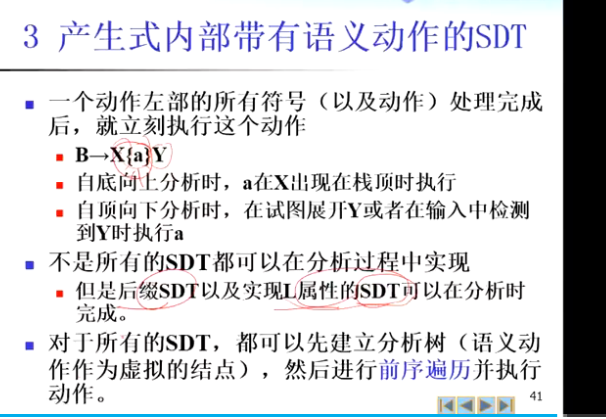 3 产生式内部带有语义动作的SDT
一个动作左部的所有符号（以及动作）处理完成
后，就立刻执行这个动作
B→X{a}Y
自底向上分析时，a在X出现在栈顶时执行
自顶向下分析时，在试图展开Y或者在输入中检测
到Y时执行a
不是所有的SDT都可以在分析过程中实现
但是后缀SDT以及实现L属性的SDT可以在分析时
完成。
对于所有的SDT，都可以先建立分析树（语义动
作作为虚拟的结点），然后进行前序遍历并执行
动作。
41